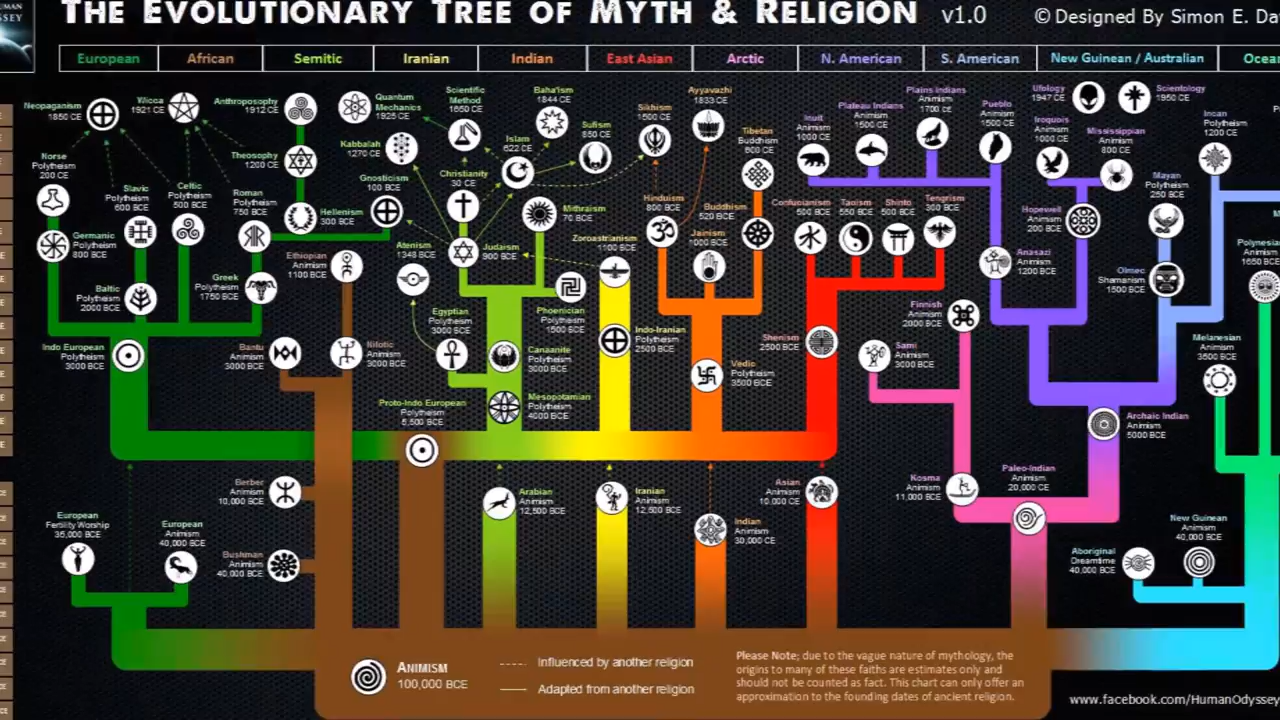 HUMAN
THE EVOLUTIONARY TREE OF MYTH & RELIGION v1.0
© Designed By Simon E. Da
European
African
Semitic
Iranian
Indian
East Asian
Arctic
N. American
S. American
New Guinean / Australian
Ocea
Neopaganism
1850 CE
Wicca
1921 CE
Anthroposophy
1912 CE
Quantum
Mechanics
1925 CE
Scientific
Method
1650 CE
Baha'ism
1844 CE
Sufism
850 CE
Sikhism
1500 CE
Ayyavazhi
1833 CE
Tibetan
Buddhism
600 CE
Inuit
Animism
1000 CE
Plateau Indians
Animism
1500 CE
Plains Indians
Animism
1700 CE
Pueblo
Animism
1500 CE
Ufology
1947 CE
Scientology
1950 CE
Iroquois
Animism
1000 CE
Mississippian
Animism
800 CE
Incan
Polytheism
1200 CE
Norse
Polytheism
200 CE
Slavic
Polytheism
600 BCE
Celtic
Polytheism
500 BCE
Theosophy
1200 CE
Roman
Polytheism
750 BCE
Kabbalah
1270 CE
Gnosticism
100 BCE
Islam
622 CE
Christianity
30 CE
Mithraism
70 BCE
Hinduism
800 BCE
Buddhism
520 BCE
Jainism
1000 BCE
Confucianism
500 BCE
Taoism
550 BCE
Shinto
500 BCE
Tengrism
300 BCE
Mayan
Polytheism
250 BCE
Hopewell
Animism
200 BCE
Germanic
Polytheism
800 BCE
Hellenism
300 BCE
Ethiopian
Animism
1100 BCE
Atenism
1348 BCE
Judaism
900 BCE
Zoroastrianism
1100 BCE
Anasazi
Animism
1200 BCE
Olmec
Shamanism
1500 BCE
Polynesia
1650 BCE
Baltic
Polytheism
2000 BCE
Greek
Polytheism
1750 BCE
Egyptian
Polytheism
3000 BCE
Phoenician
Polytheism
1500 BCE
Finnish
Animism
2000 BCE
Indo European
Polytheism
3000 BCE
Bantu
Animism
3000 BCE
Nilotic
Animism
3000 BCE
Canaanite
Polytheism
3000 BCE
Indo-Iranian
Polytheism
2500 BCE
Vedic
Polytheism
3500 BCE
Shenism
2500 BCE
Sami
Animism
3000 BCE
Melanesian
Animism
3500 BCE
Proto-Indo European
Polytheism
5,500 BCE
Mesopotamian
Polytheism
4000 BCE
Archaic Indian
Animism
5000 BCE
Berber
Animism
10,000 BCE
Arabian
Animism
12,500 BCE
Iranian
Animism
12,500 BCE
Asian
Animism
10,000 CE
Komsa
Animism
11,000 BCE
Paleo-Indian
Animism
20,000 CE
European
Fertility Worship
35,000 BCE
European
Animism
40,000 BCE
Bushman
Animism
40,000 BCE
Indian
Animism
30,000 CE
Aboriginal
Dreamtime
40,000 BCE
New Guinean
Animism
40,000 BCE
ANIMISM
100,000 BCE
Influenced by another religion
Adapted from another religion
Please Note; due to the vague nature of mythology, the
origins to many of these faiths are estimates only and
should not be counted as fact. This chart can only offer an
approximation to the founding dates of ancient religion.
www.facebook.com/HumanOdyssey